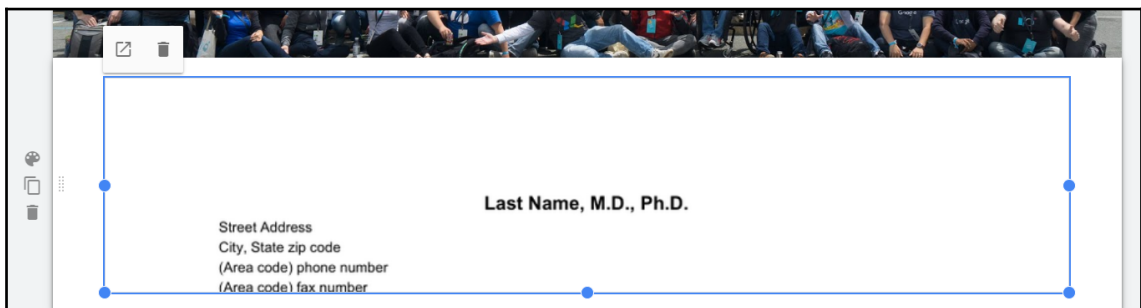 Last Name, M.D., Ph.D.
Street Address
City, State zip code
(Area code) phone number
(Area code) fax number